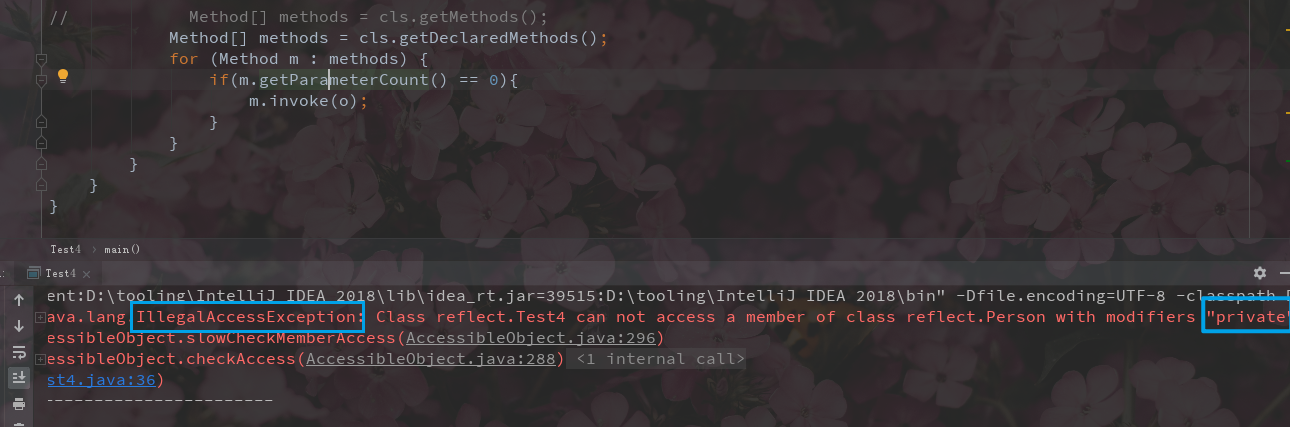 // Method[] methods = cls.getMethods();
Method[] methods = cls.getDeclaredMethods();
for (Method m : methods) {
if(m.getParameterCount() == 0){
m.invoke(o);
}
}
}
}
}
Test4 › main()
Test4 ×
ent:D:\tooling\IntelliJ IDEA 2018\lib\idea_rt.jar=39515:D:\tooling\IntelliJ IDEA 2018\bin" -Dfile.encoding=UTF-8 -classpath
ava.lang.IllegalAccessException: Class reflect.Test4 can not access a member of class reflect.Person with modifiers "private"
essibleObject.slowCheckMemberAccess(AccessibleObject.java:296)
essibleObject.checkAccess(AccessibleObject.java:288) <1 internal call>
st4.java:36)
------------------------